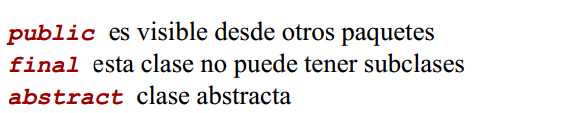 public es visible desde otros paquetes
final esta clase no puede tener subclases
abstract clase abstracta